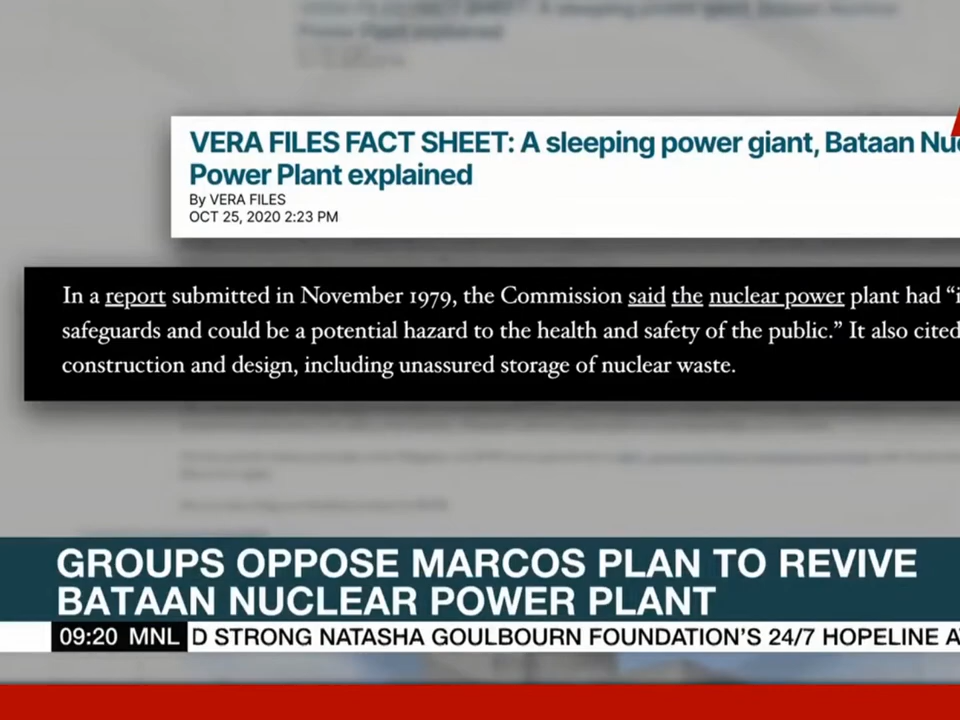 VERA FILES FACT SHEET: A sleeping power giant, Bataan
Power Plant explained
By VERA FILES
OCT 25, 2020 2:23 PM
In a report submitted in November 1979, the Commission said the nuclear power plant had “i
safeguards and could be a potential hazard to the health and safety of the public.” It also cited
construction and design, including unassured storage of nuclear waste.
GROUPS OPPOSE MARCOS PLAN TO REVIVE
BATAAN NUCLEAR POWER PLANT
09:20 MNL D STRONG NATASHA GOULBOURN FOUNDATION'S 24/7 HOPELINE